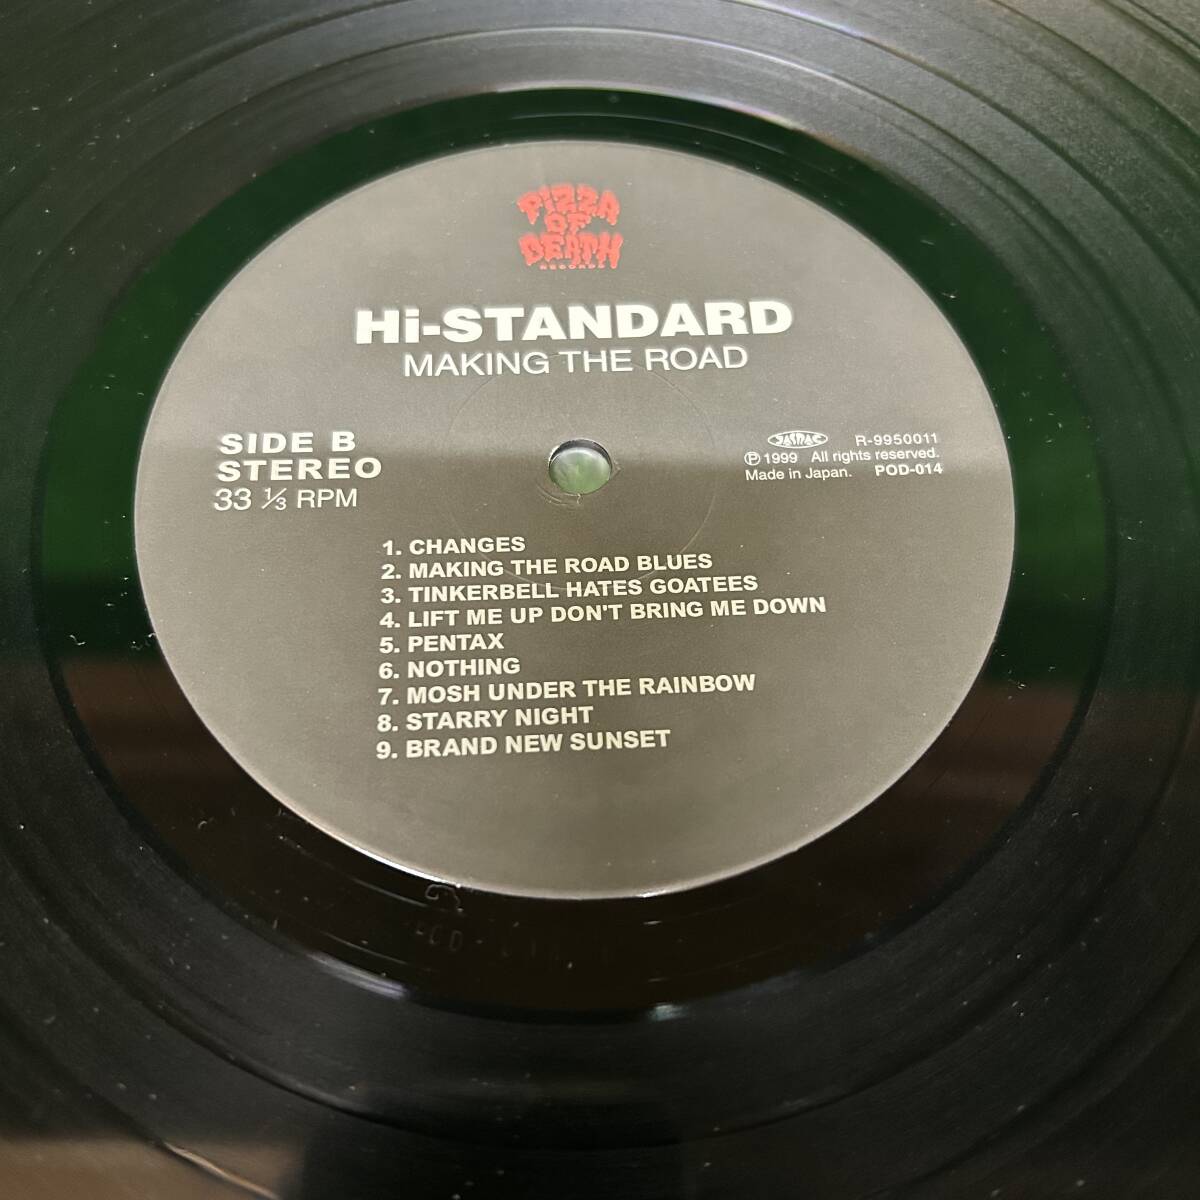 PIZZA
OF
DEATH
RECORDS
Hi-STANDARD
MAKING THE ROAD
SIDE B
STEREO
33 1/3 RPM
JASRAC R-9950011
℗ 1999 All rights reserved.
Made in Japan. POD-014
1. CHANGES
2. MAKING THE ROAD BLUES
3. TINKERBELL HATES GOATEES
4. LIFT ME UP DON'T BRING ME DOWN
5. PENTAX
6. NOTHING
7. MOSH UNDER THE RAINBOW
8. STARRY NIGHT
9. BRAND NEW SUNSET